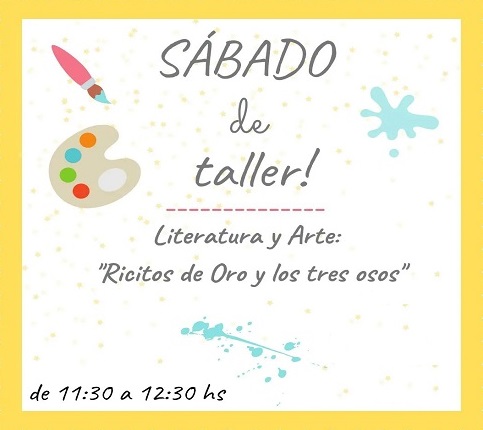 SÁBADO
de
taller!
Literatura y Arte:
"Ricitos de Oro y los tres osos"
de 11:30 a 12:30 hs